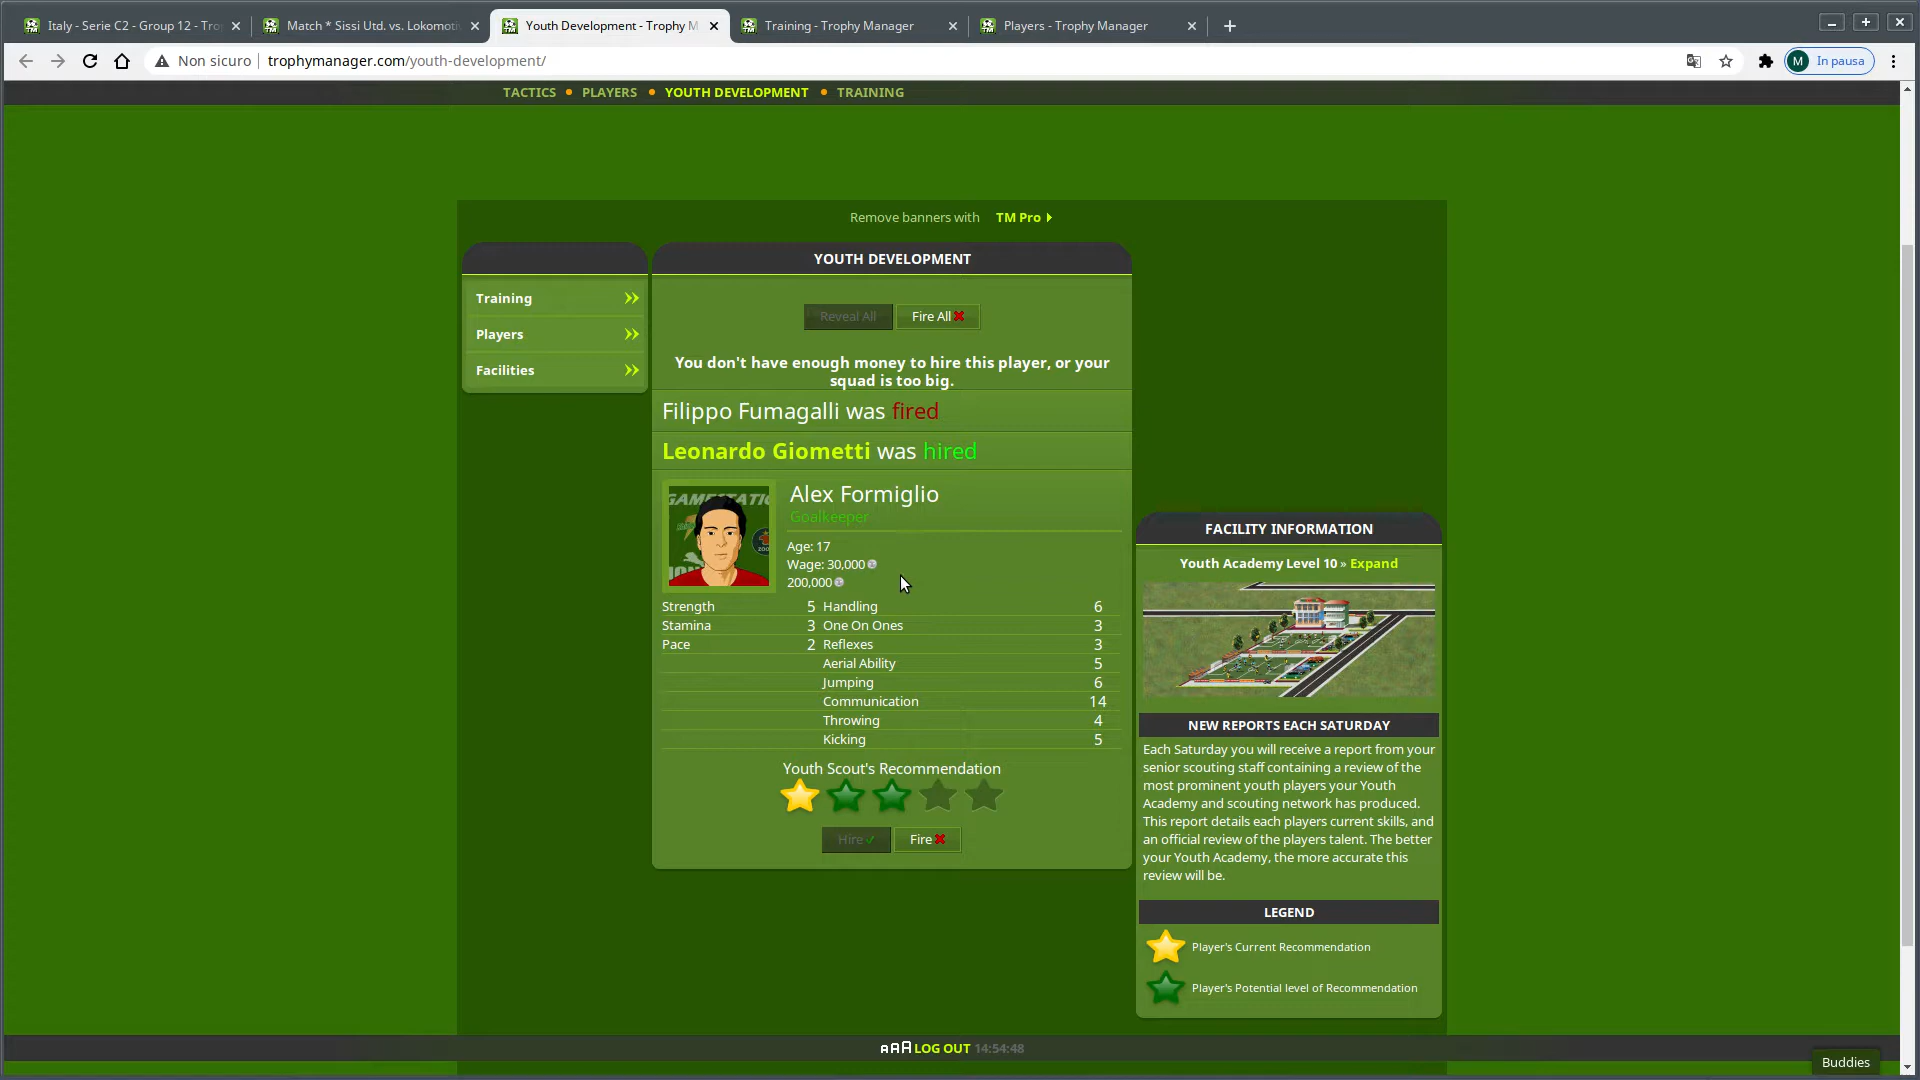 Italy - Serie C2 - Group 12 - Tro
Match * Sissi Utd. vs. Lokomoti
Youth Development - Trophy M
Training - Trophy Manager
Players - Trophy Manager
Non sicuro
trophymanager.com/youth-development/
M In pausa
TACTICS • PLAYERS • YOUTH DEVELOPMENT • TRAINING
Remove banners with TM Pro
Training
Players
Facilities
YOUTH DEVELOPMENT
Reveal All
Fire All
You don't have enough money to hire this player, or your
squad is too big.
Filippo Fumagalli was fired
Leonardo Giometti was hired
GAMESTATIC
Alex Formiglio
Goalkeeper
Age: 17
Wage: 30,000
200,000
Strength 5 Handling 6
Stamina 3 One On Ones 3
Pace 2 Reflexes 3
Aerial Ability 5
Jumping 6
Communication 14
Throwing 4
Kicking 5
Youth Scout's Recommendation
Hire
Fire
FACILITY INFORMATION
Youth Academy Level 10 » Expand
NEW REPORTS EACH SATURDAY
Each Saturday you will receive a report from your
senior scouting staff containing a review of the
most prominent youth players your Youth
Academy and scouting network has produced.
This report details each players current skills, and
an official review of the players talent. The better
your Youth Academy, the more accurate this
review will be.
LEGEND
Player's Current Recommendation
Player's Potential level of Recommendation
AAA LOG OUT 14:54:48
Buddies